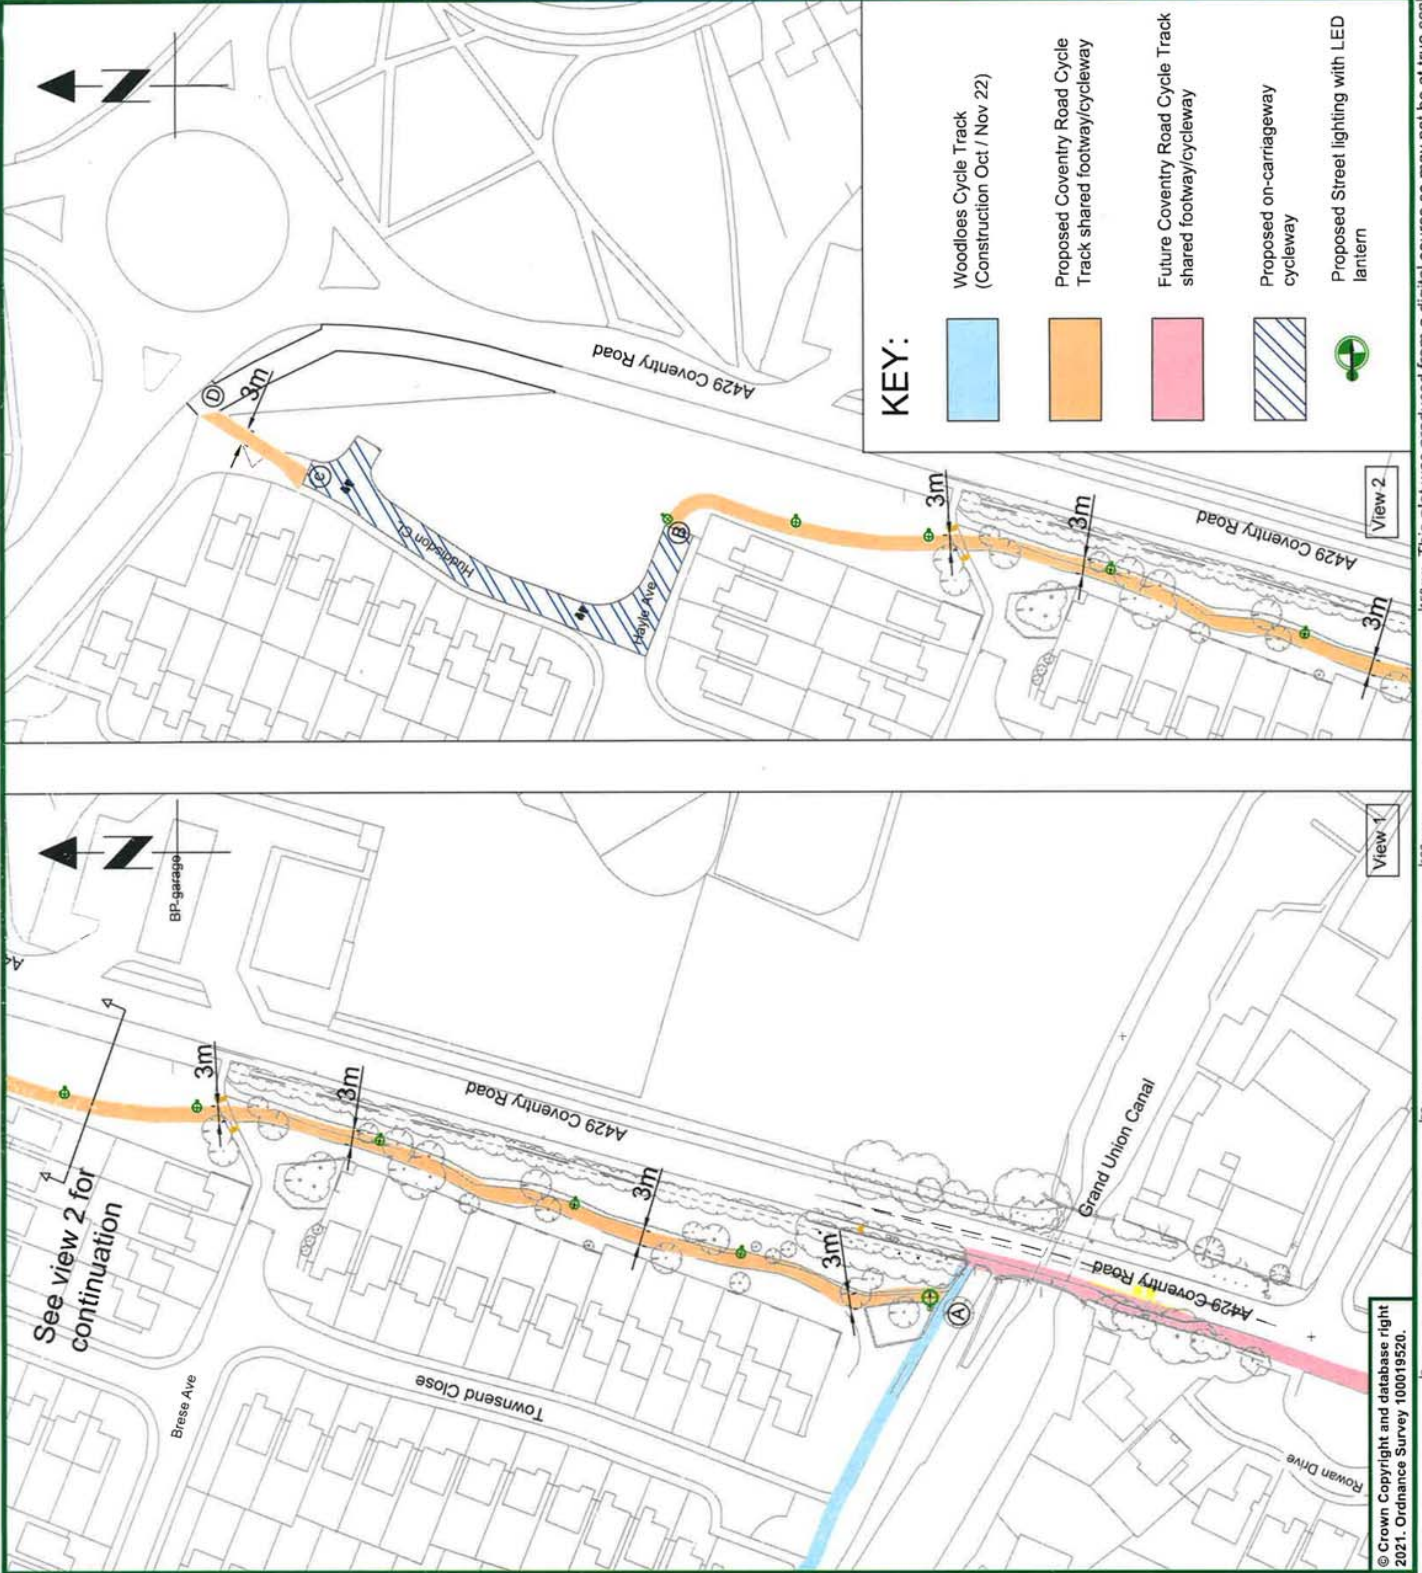 N
BP garage
See view 2 for
continuation
3m
3m
A429 Coventry Road
3m
3m
Brese Ave
Townsend Close
A
Grand Union Canal
A429 Coventry Road
Rowan Drive
View 1
© Crown Copyright and database right
2021. Ordnance Survey 100019520.
N
D
3m
C
A429 Coventry Road
Huddisdon Cl.
B
Hayle Ave
3m
3m
A429 Coventry Road
3m
View 2
KEY:
Woodloes Cycle Track
(Construction Oct / Nov 22)
Proposed Coventry Road Cycle
Track shared footway/cycleway
Future Coventry Road Cycle Track
shared footway/cycleway
Proposed on-carriageway
cycleway
Proposed Street lighting with LED
lantern